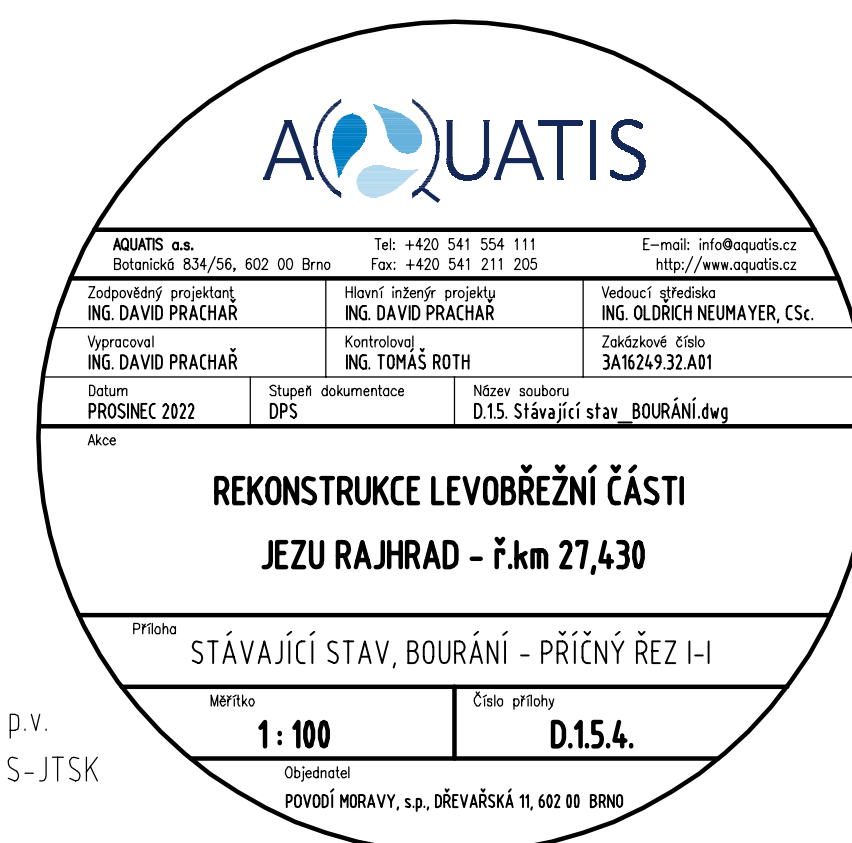 AQUATIS
AQUATIS a.s. Tel: +420 541 554 111 E-mail: info@aquatis.cz
Botanická 834/56, 602 00 Brno Fax: +420 541 211 205 http://www.aquatis.cz
Zodpovědný projektant Hlavní inženýr projektu Vedoucí střediska
ING. DAVID PRACHAŘ ING. DAVID PRACHAŘ ING. OLDŘICH NEUMAYER, CSc.
Vypracoval Kontroloval Zakázkové číslo
ING. DAVID PRACHAŘ ING. TOMÁŠ ROTH 3A16249.32.A01
Datum Stupeň dokumentace Název souboru
PROSINEC 2022 DPS D.1.5. Stávající stav_BOURÁNÍ.dwg
Akce
REKONSTRUKCE LEVOBŘEŽNÍ ČÁSTI
JEZU RAJHRAD - ř.km 27,430
Příloha
STÁVAJÍCÍ STAV, BOURÁNÍ - PŘÍČNÝ ŘEZ I-I
Měřítko Číslo přílohy
1 : 100 D.1.5.4.
p.v.
S-JTSK
Objednatel
POVODÍ MORAVY, s.p., DŘEVAŘSKÁ 11, 602 00 BRNO